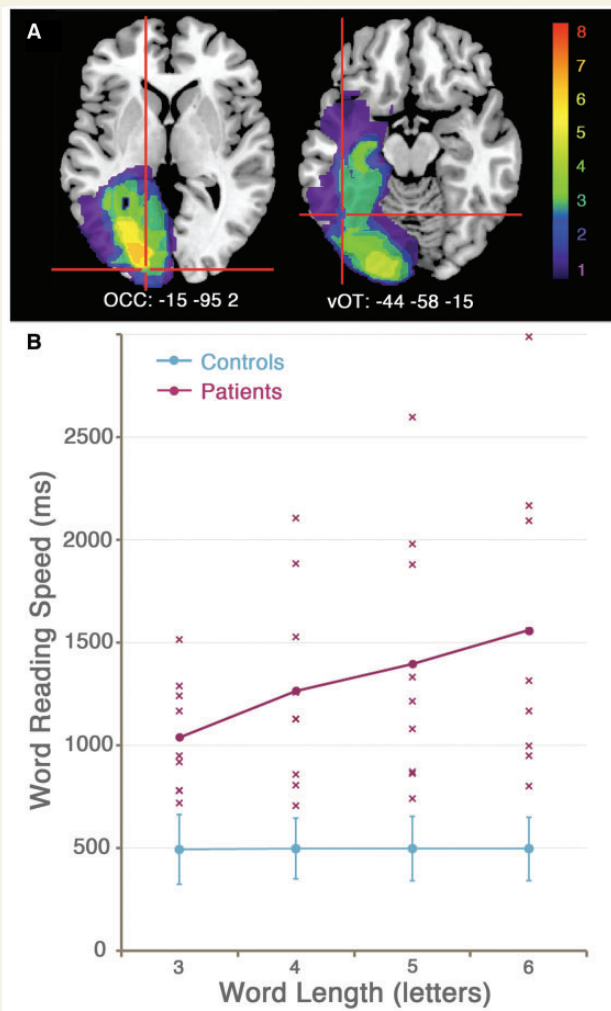 A
8
7
6
5
4
3
2
1
OCC: -15 -95 2
vOT: -44 -58 -15
B
Controls
Patients
Word Reading Speed (ms)
2500
2000
1500
1000
500
0
3 4 5 6
Word Length (letters)